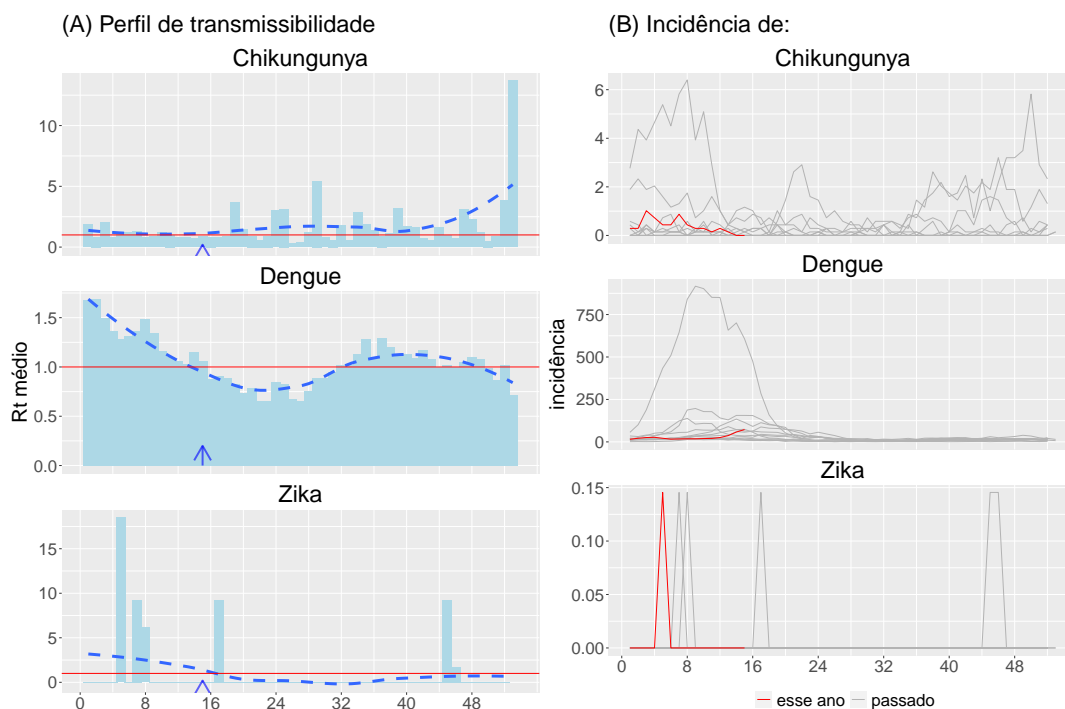 (A) Perfil de transmissibilidade
Chikungunya
10
5
0
Dengue
Rt médio
1.5
1.0
0.5
0.0
Zika
15
10
5
0
0 8 16 24 32 40 48
(B) Incidência de:
Chikungunya
6
4
2
0
Dengue
incidência
750
500
250
0
Zika
0.15
0.10
0.05
0.00
0 8 16 24 32 40 48
esse ano passado